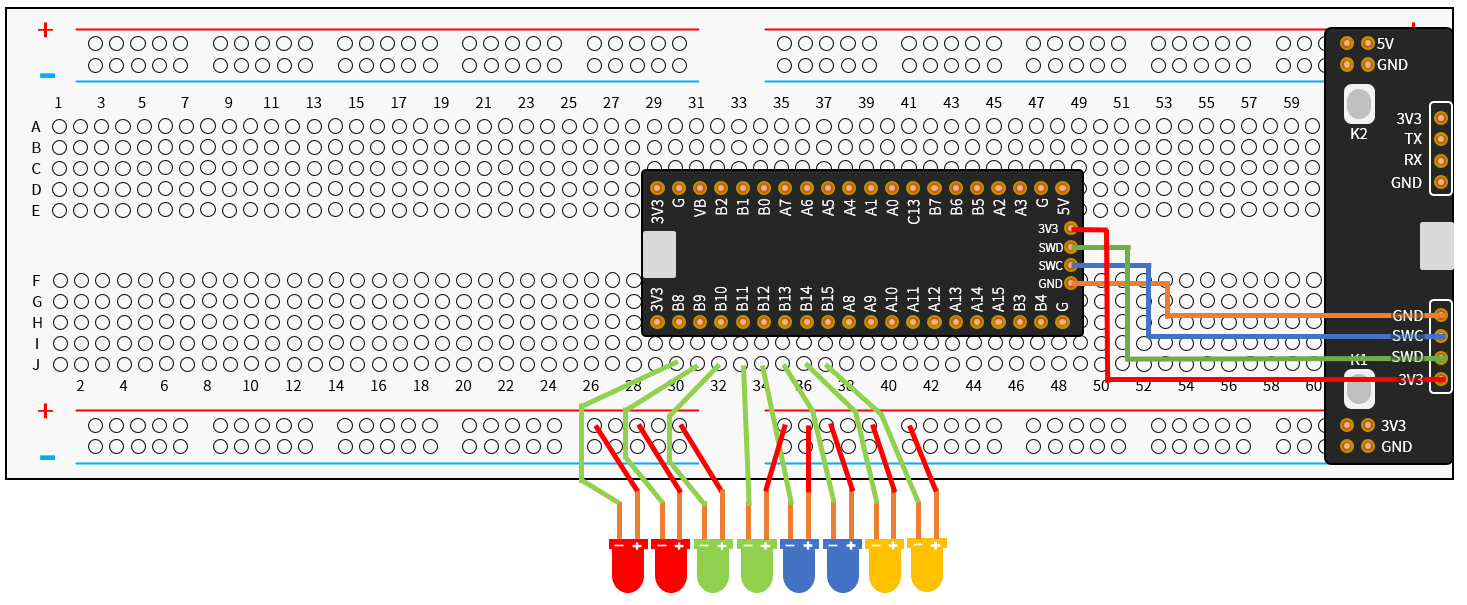 + +
5V
− GND
1 3 5 7 9 11 13 15 17 19 21 23 25 27 29 31 33 35 37 39 41 43 45 47 49 51 53 55 57 59
K2
3V3
TX
RX
GND
A
B
C
D
E
3V3 G VB B2 B1 B0 A7 A6 A5 A4 A1 A0 C13 B7 B6 B5 A2 A3 G 5V
3V3
SWD
SWC
GND
F
G
H
I
J
3V3 B8 B9 B10 B11 B12 B13 B14 B15 A8 A9 A10 A11 A12 A13 A14 A15 B3 B4 G
GND
SWC
SWD
K1
3V3
2 4 6 8 10 12 14 16 18 20 22 24 26 28 30 32 34 36 38 40 42 44 46 48 50 52 54 56 58 60
+
3V3
− GND
− + − + − + − + − + − + − + − +